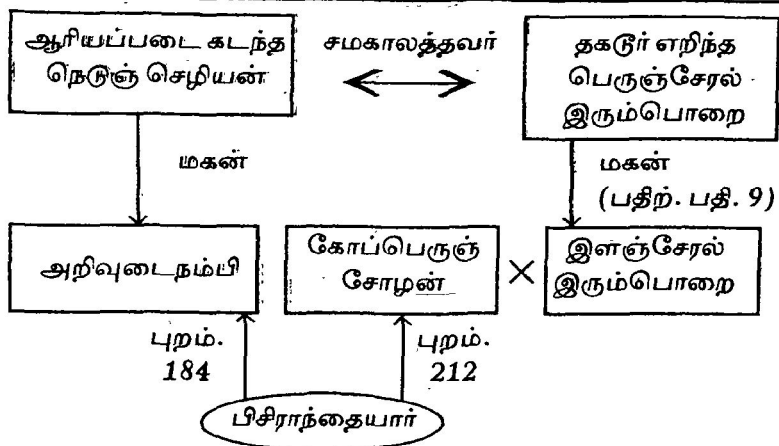 ஆரியப்படை கடந்த
நெடுஞ் செழியன்
சமகாலத்தவர்
தகடூர் எறிந்த
பெருஞ்சேரல்
இரும்பொறை
மகன்
மகன்
(பதிற். பதி. 9)
அறிவுடைநம்பி
கோப்பெருஞ்
சோழன்
×
இளஞ்சேரல்
இரும்பொறை
புறம்.
184
புறம்.
212
பிசிராந்தையார்